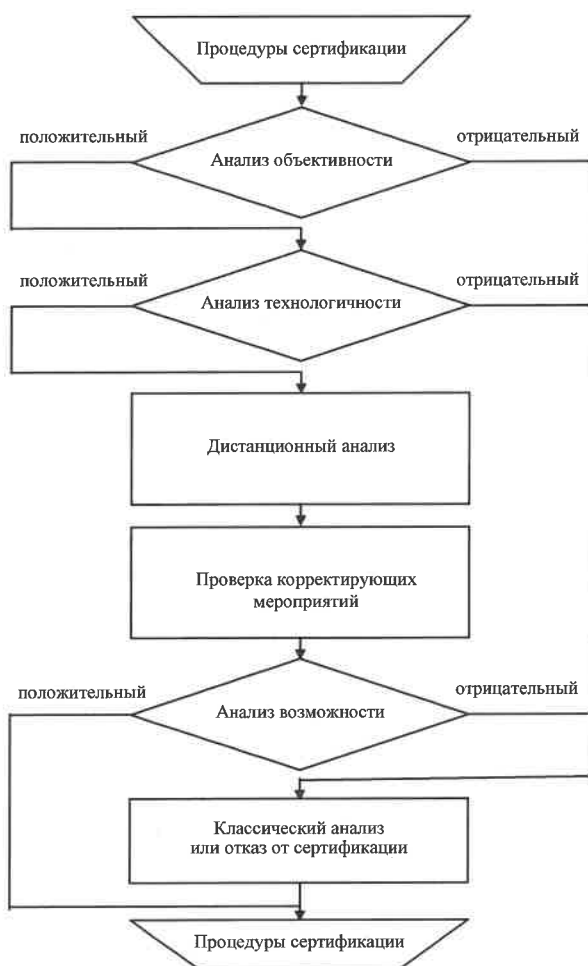 Процедуры сертификации
положительный
отрицательный
Анализ объективности
положительный
отрицательный
Анализ технологичности
Дистанционный анализ
Проверка корректирующих
мероприятий
положительный
отрицательный
Анализ возможности
Классический анализ
или отказ от сертификации
Процедуры сертификации